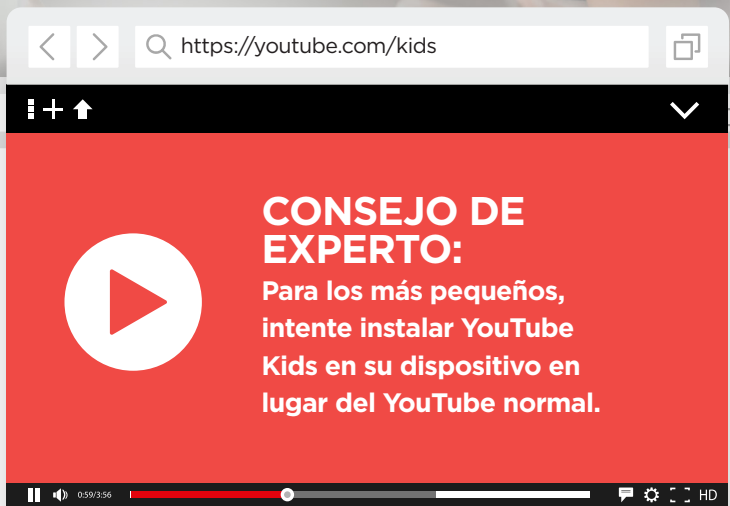 https://youtube.com/kids
CONSEJO DE
EXPERTO:
Para los más pequeños,
intente instalar YouTube
Kids en su dispositivo en
lugar del YouTube normal.
0:59/3:56
HD